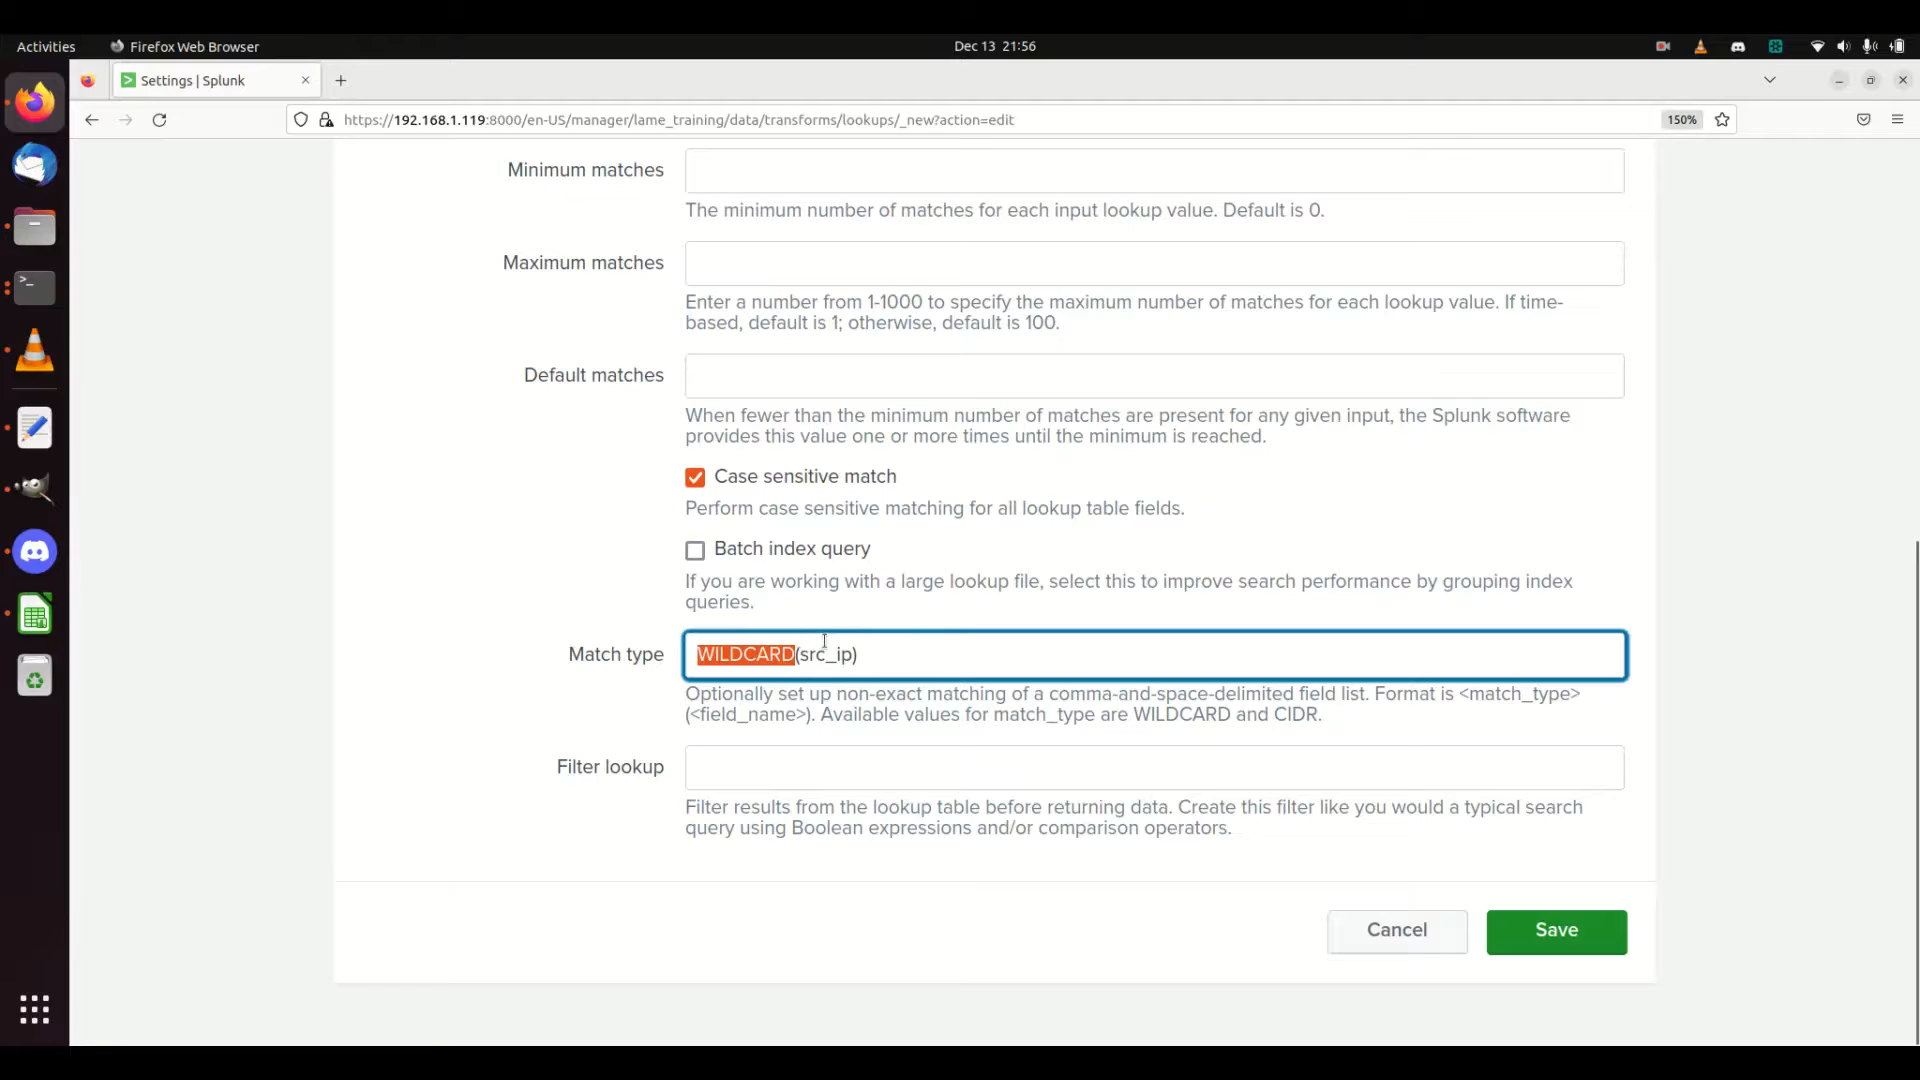 Activities
Firefox Web Browser
Dec 13 21:56
Settings | Splunk
https://192.168.1.119:8000/en-US/manager/lame_training/data/transforms/lookups/_new?action=edit
150%
Minimum matches
The minimum number of matches for each input lookup value. Default is 0.
Maximum matches
Enter a number from 1-1000 to specify the maximum number of matches for each lookup value. If time-
based, default is 1; otherwise, default is 100.
Default matches
When fewer than the minimum number of matches are present for any given input, the Splunk software
provides this value one or more times until the minimum is reached.
Case sensitive match
Perform case sensitive matching for all lookup table fields.
Batch index query
If you are working with a large lookup file, select this to improve search performance by grouping index
queries.
Match type
WILDCARD(src_ip)
Optionally set up non-exact matching of a comma-and-space-delimited field list. Format is <match_type>
(<field_name>). Available values for match_type are WILDCARD and CIDR.
Filter lookup
Filter results from the lookup table before returning data. Create this filter like you would a typical search
query using Boolean expressions and/or comparison operators.
Cancel
Save